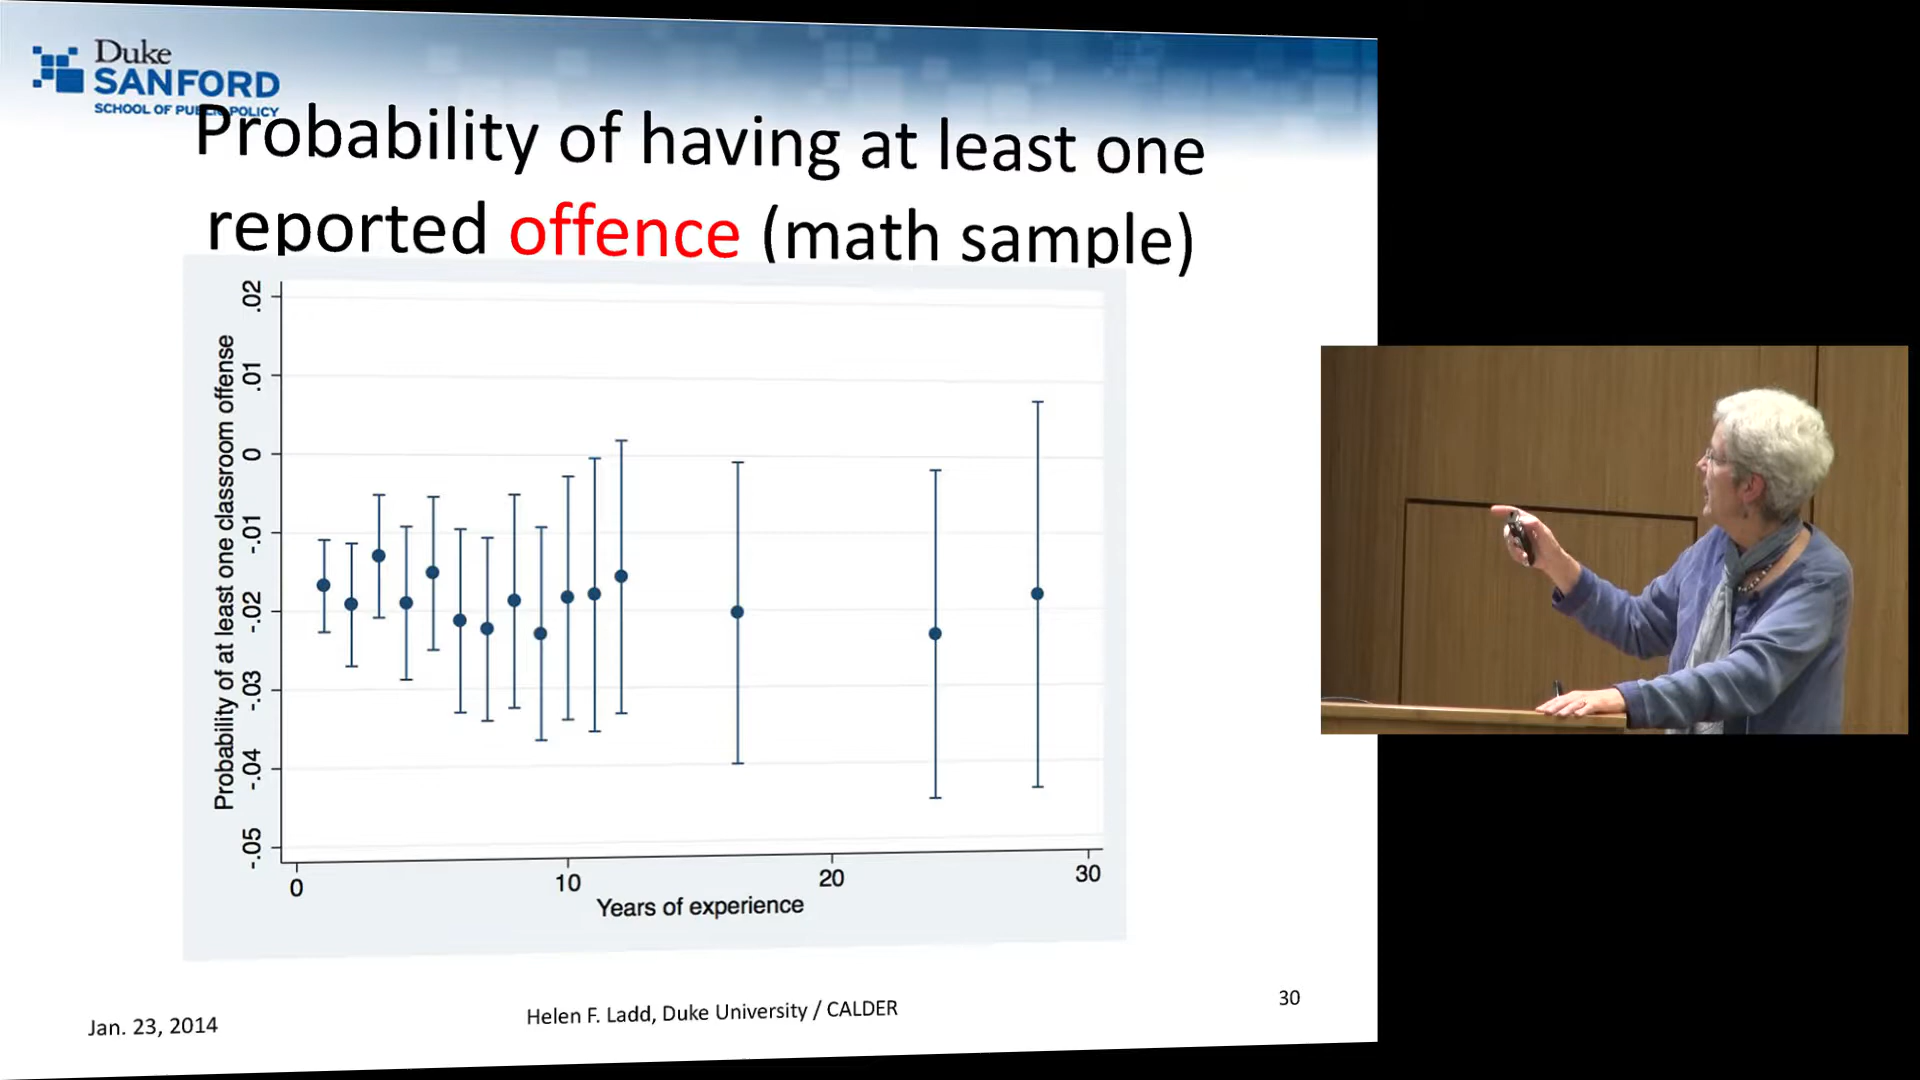 Duke
SANFORD
SCHOOL OF PUBLIC POLICY
Probability of having at least one
reported offence (math sample)
Probability of at least one classroom offense
.02
.01
0
-.01
-.02
-.03
-.04
-.05
0 10 20 30
Years of experience
Jan. 23, 2014
Helen F. Ladd, Duke University / CALDER
30